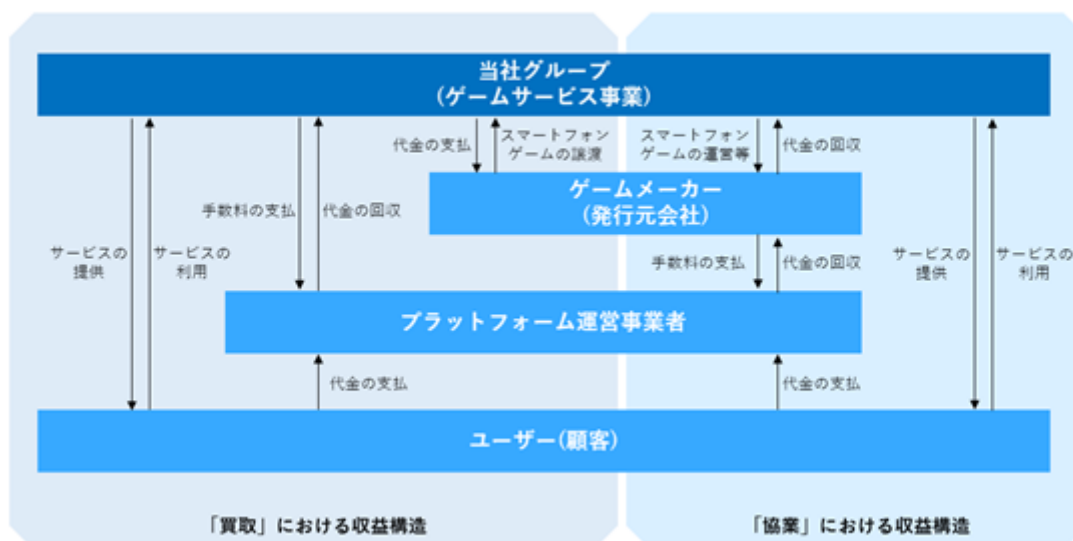 当社グループ
(ゲームサービス事業)
代金の支払
スマートフォン
ゲームの譲渡
スマートフォン
ゲームの運営等
代金の回収
ゲームメーカー
(発行元会社)
手数料の支払
代金の回収
サービスの
提供
サービスの
利用
手数料の支払
代金の回収
サービスの
提供
サービスの
利用
プラットフォーム運営事業者
代金の支払
代金の支払
ユーザー(顧客)
「買取」における収益構造
「協業」における収益構造